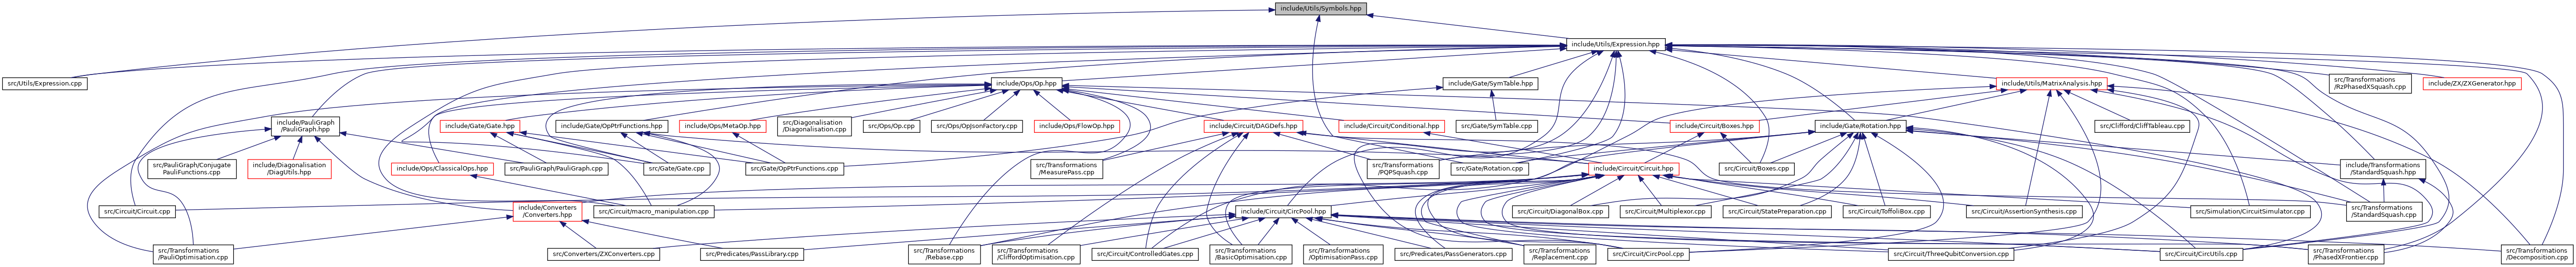 include/Utils/Symbols.hpp
include/Utils/Expression.hpp
src/Utils/Expression.cpp
include/Ops/Op.hpp
include/Gate/SymTable.hpp
include/Utils/MatrixAnalysis.hpp
src/Transformations
/RzPhasedXSquash.cpp
include/ZX/ZXGenerator.hpp
include/PauliGraph
/PauliGraph.hpp
include/Gate/Gate.hpp
include/Gate/OpPtrFunctions.hpp
include/Ops/MetaOp.hpp
src/Diagonalisation
/Diagonalisation.cpp
src/Ops/Op.cpp
src/Ops/OpJsonFactory.cpp
include/Ops/FlowOp.hpp
include/Circuit/DAGDefs.hpp
include/Circuit/Conditional.hpp
src/Gate/SymTable.cpp
include/Circuit/Boxes.hpp
include/Gate/Rotation.hpp
src/Clifford/CliffTableau.cpp
src/PauliGraph/Conjugate
PauliFunctions.cpp
include/Diagonalisation
/DiagUtils.hpp
include/Ops/ClassicalOps.hpp
src/PauliGraph/PauliGraph.cpp
src/Gate/Gate.cpp
src/Gate/OpPtrFunctions.cpp
src/Transformations
/MeasurePass.cpp
src/Transformations
/PQPSquash.cpp
src/Gate/Rotation.cpp
include/Circuit/Circuit.hpp
src/Circuit/Boxes.cpp
include/Transformations
/StandardSquash.hpp
src/Circuit/Circuit.cpp
include/Converters
/Converters.hpp
src/Circuit/macro_manipulation.cpp
include/Circuit/CircPool.hpp
src/Circuit/DiagonalBox.cpp
src/Circuit/Multiplexor.cpp
src/Circuit/StatePreparation.cpp
src/Circuit/ToffoliBox.cpp
src/Circuit/AssertionSynthesis.cpp
src/Simulation/CircuitSimulator.cpp
src/Transformations
/StandardSquash.cpp
src/Transformations
/PauliOptimisation.cpp
src/Converters/ZXConverters.cpp
src/Predicates/PassLibrary.cpp
src/Transformations
/Rebase.cpp
src/Transformations
/CliffordOptimisation.cpp
src/Circuit/ControlledGates.cpp
src/Transformations
/BasicOptimisation.cpp
src/Transformations
/OptimisationPass.cpp
src/Predicates/PassGenerators.cpp
src/Transformations
/Replacement.cpp
src/Circuit/CircPool.cpp
src/Circuit/ThreeQubitConversion.cpp
src/Circuit/CircUtils.cpp
src/Transformations
/PhasedXFrontier.cpp
src/Transformations
/Decomposition.cpp